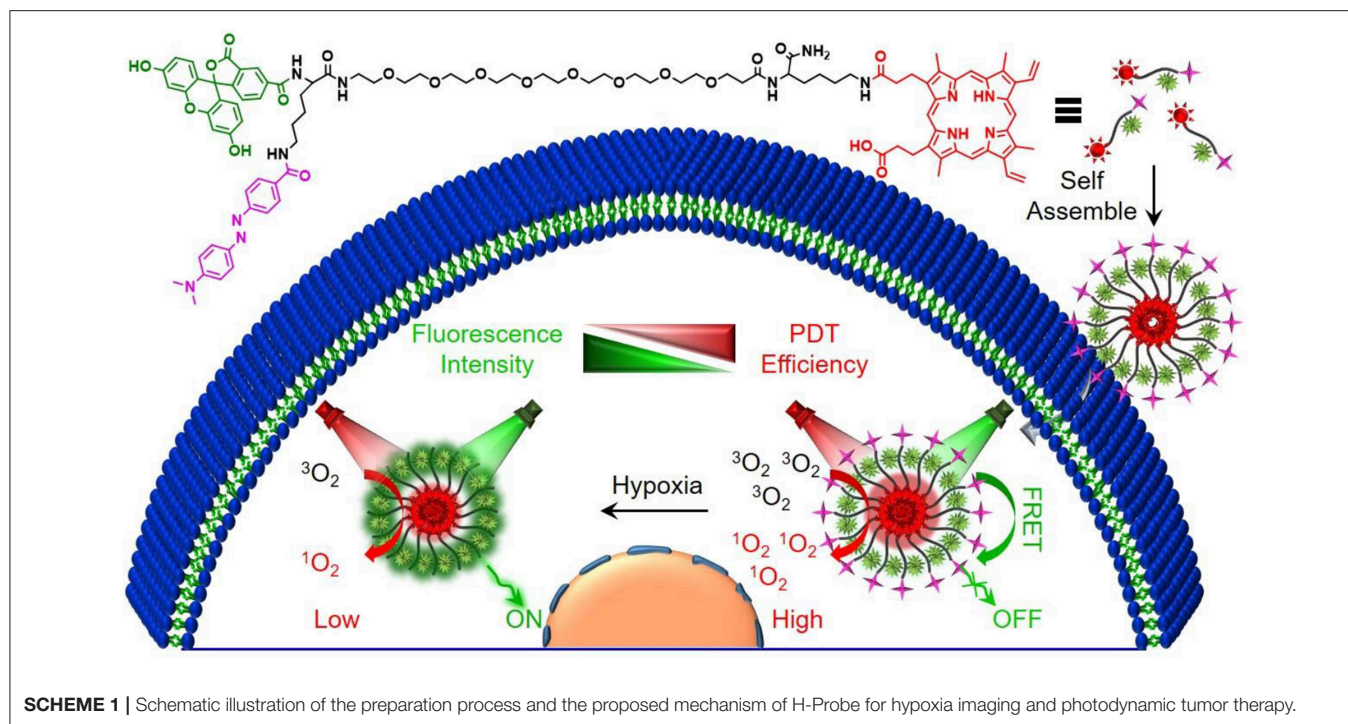 O
O
HO
O
OH
O
H
N
O
N
H
O
O
O
O
O
O
O
O
O
N
H
O
NH2
N
H
O
N
HN
NH
N
HO
O
HN
O
N
N
N
≡
Self
Assemble
Fluorescence
Intensity
PDT
Efficiency
3O2
1O2
Low
ON
Hypoxia
3O2 3O2
3O2
1O2 1O2
1O2
High
FRET
OFF
SCHEME 1 | Schematic illustration of the preparation process and the proposed mechanism of H-Probe for hypoxia imaging and photodynamic tumor therapy.